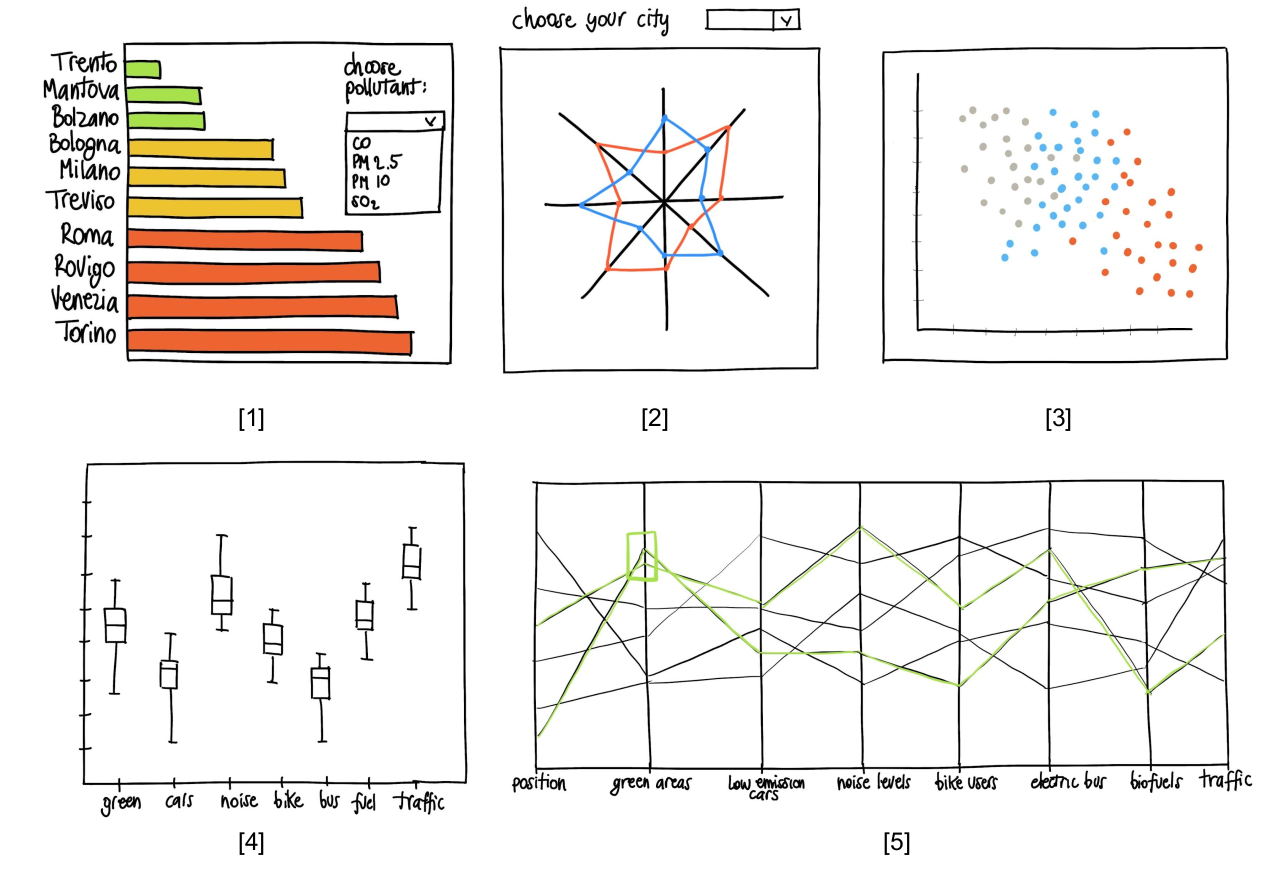 choose your city
Trento
Mantova
Bolzano
Bologna
Milano
Treviso
Roma
Rovigo
Venezia
Torino
choose
pollutant:
CO
PM 2.5
PM 10
SO2
[1]
[2]
[3]
green cars noise bike bus fuel traffic
[4]
position green areas low emission cars noise levels bike users electric bus biofuels traffic
[5]